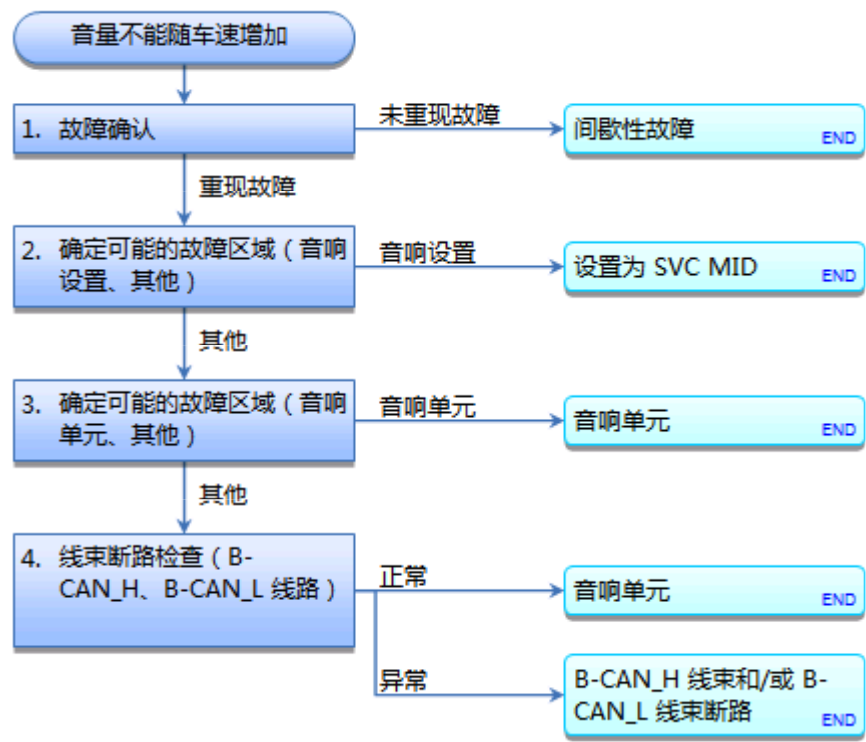 音量不能随车速增加
1. 故障确认
未重现故障
间歇性故障
END
重现故障
2. 确定可能的故障区域（音响
设置、其他）
音响设置
设置为 SVC MID
END
其他
3. 确定可能的故障区域（音响
单元、其他）
音响单元
音响单元
END
其他
4. 线束断路检查（B-
CAN_H、B-CAN_L 线路）
正常
音响单元
END
异常
B-CAN_H 线束和/或 B-
CAN_L 线束断路
END